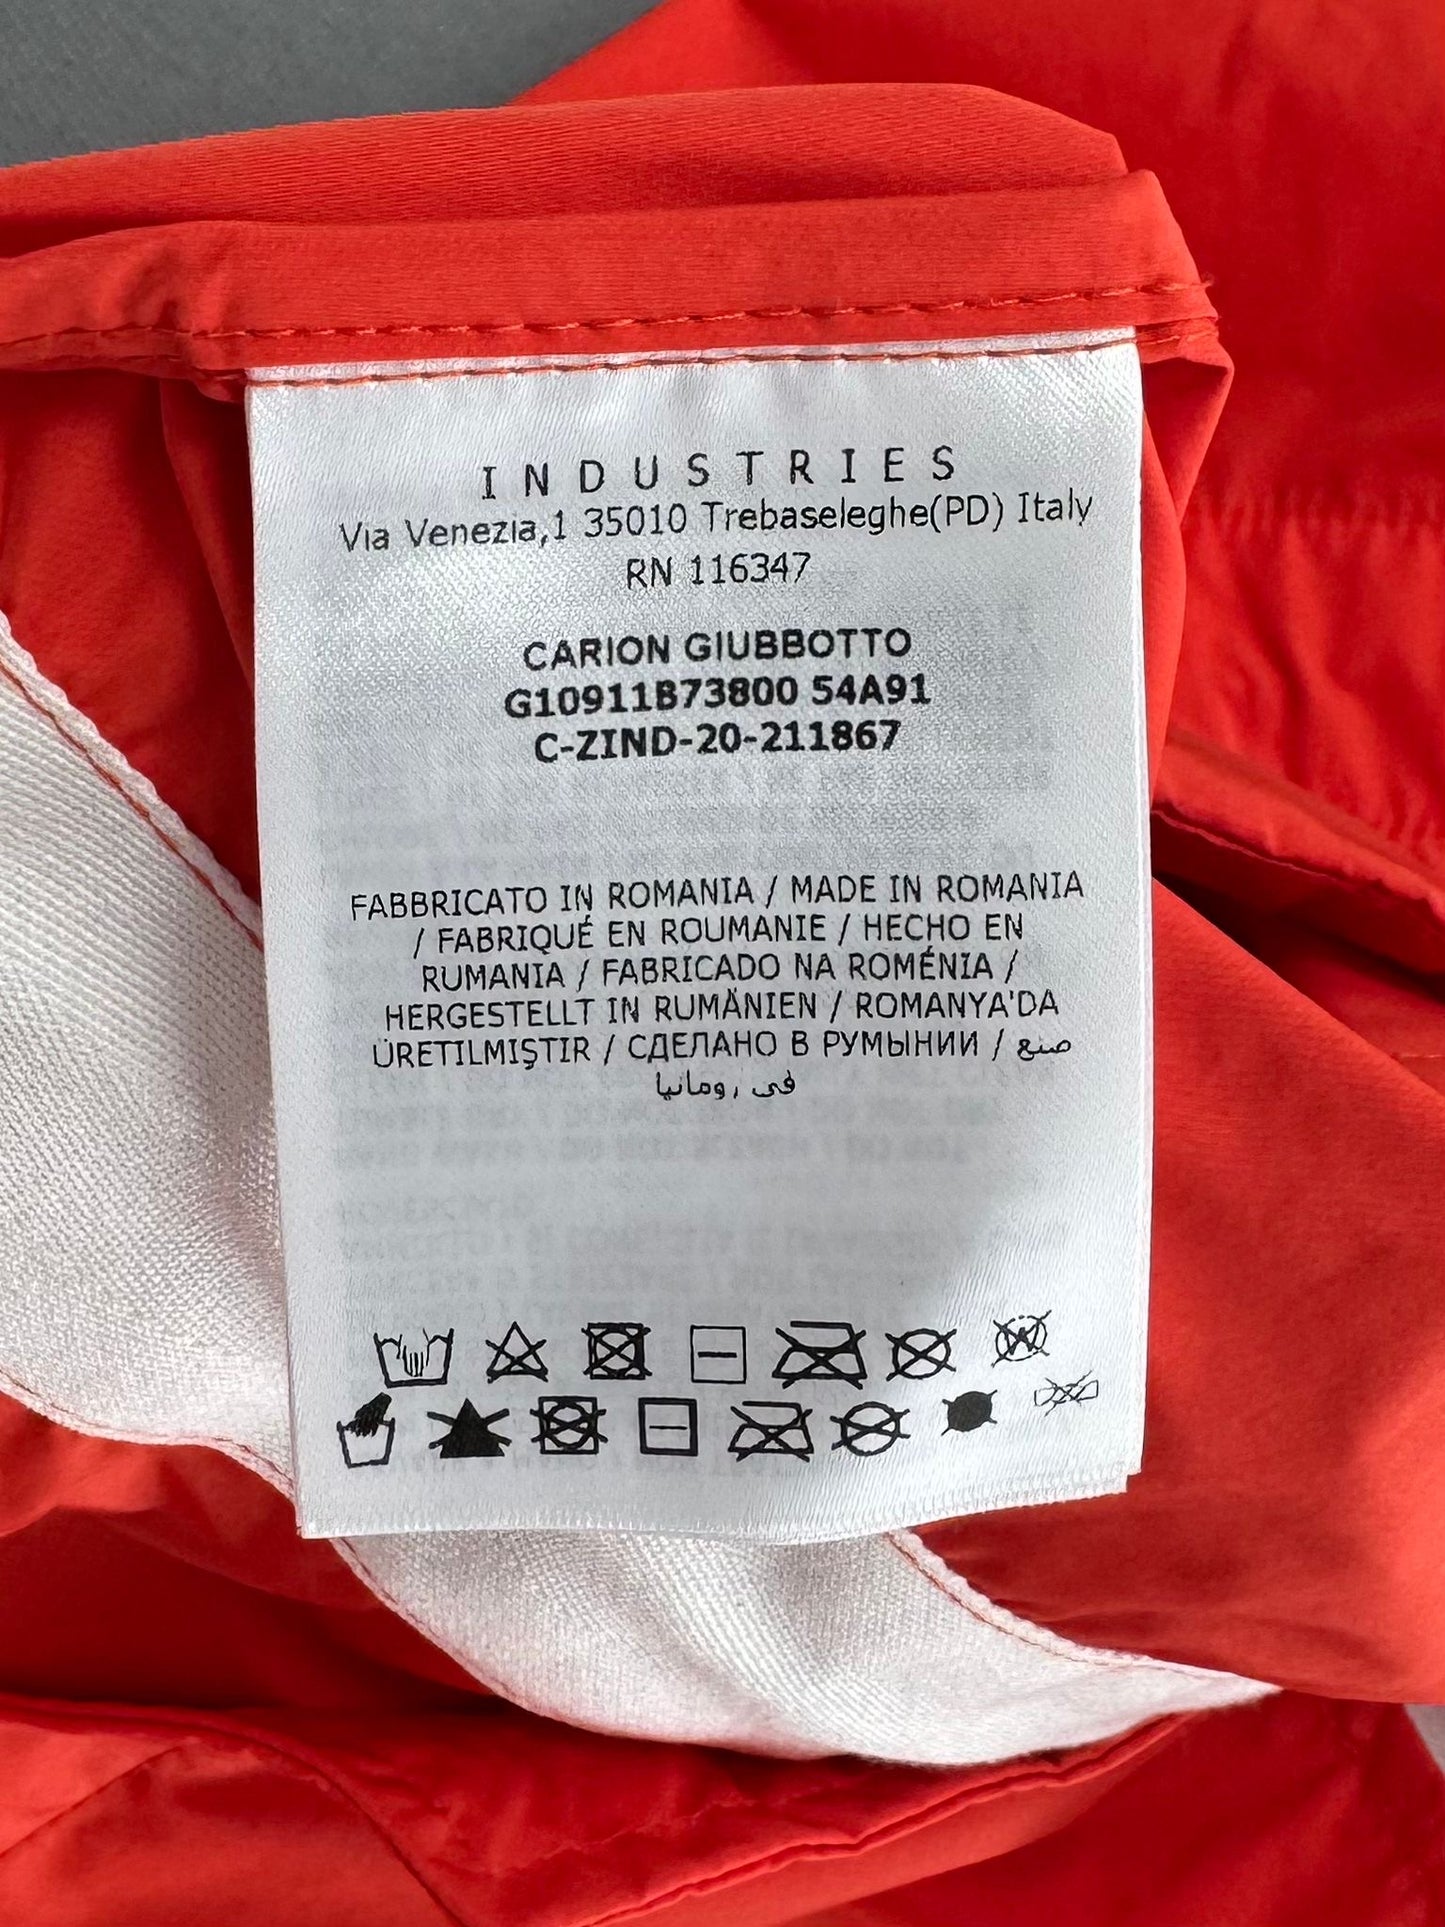 INDUSTRIES
Via Venezia,1 35010 Trebaseleghe(PD) Italy
RN 116347
CARION GIUBBOTTO
G10911B73800 54A91
C-ZIND-20-211867
FABBRICATO IN ROMANIA / MADE IN ROMANIA
/ FABRIQUÉ EN ROUMANIE / HECHO EN
RUMANIA / FABRICADO NA ROMÉNIA /
HERGESTELLT IN RUMÄNIEN / ROMANYA'DA
ÜRETILMIŞTIR / СДЕЛАНО В РУМЫНИИ / صنع
في رومانيا
W